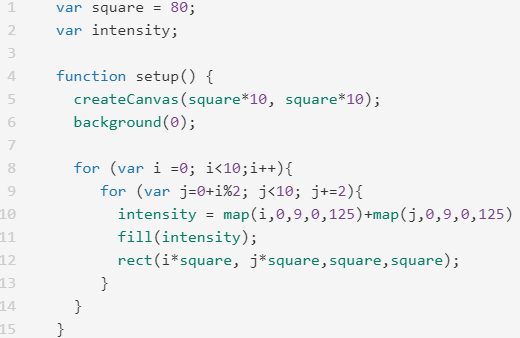 1 var square = 80;
2 var intensity;
3
4 function setup() {
5 createCanvas(square*10, square*10);
6 background(0);
7
8 for (var i =0; i<10;i++){
9 for (var j=0+i%2; j<10; j+=2){
10 intensity = map(i,0,9,0,125)+map(j,0,9,0,125)
11 fill(intensity);
12 rect(i*square, j*square,square,square);
13 }
14 }
15 }